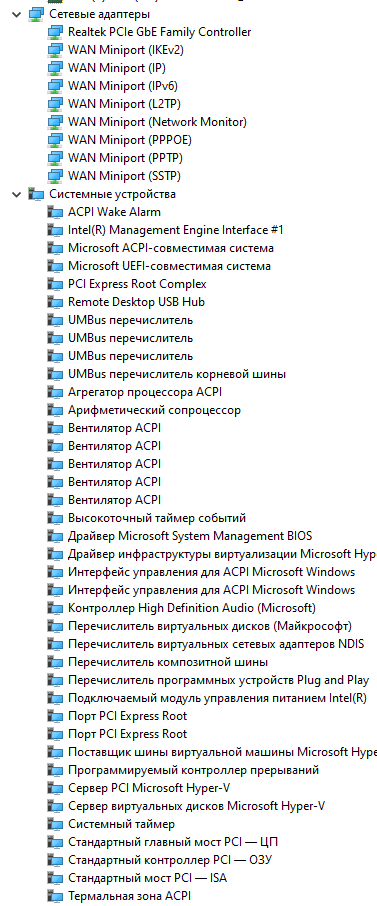 Сетевые адаптеры
Realtek PCIe GbE Family Controller
WAN Miniport (IKEv2)
WAN Miniport (IP)
WAN Miniport (IPv6)
WAN Miniport (L2TP)
WAN Miniport (Network Monitor)
WAN Miniport (PPPOE)
WAN Miniport (PPTP)
WAN Miniport (SSTP)
Системные устройства
ACPI Wake Alarm
Intel(R) Management Engine Interface #1
Microsoft ACPI-совместимая система
Microsoft UEFI-совместимая система
PCI Express Root Complex
Remote Desktop USB Hub
UMBus перечислитель
UMBus перечислитель
UMBus перечислитель
UMBus перечислитель корневой шины
Агрегатор процессора ACPI
Арифметический сопроцессор
Вентилятор ACPI
Вентилятор ACPI
Вентилятор ACPI
Вентилятор ACPI
Вентилятор ACPI
Высокоточный таймер событий
Драйвер Microsoft System Management BIOS
Драйвер инфраструктуры виртуализации Microsoft Hyp
Интерфейс управления для ACPI Microsoft Windows
Интерфейс управления для ACPI Microsoft Windows
Контроллер High Definition Audio (Microsoft)
Перечислитель виртуальных дисков (Майкрософт)
Перечислитель виртуальных сетевых адаптеров NDIS
Перечислитель композитной шины
Перечислитель программных устройств Plug and Play
Подключаемый модуль управления питанием Intel(R)
Порт PCI Express Root
Порт PCI Express Root
Поставщик шины виртуальной машины Microsoft Hype
Программируемый контроллер прерываний
Сервер PCI Microsoft Hyper-V
Сервер виртуальных дисков Microsoft Hyper-V
Системный таймер
Стандартный главный мост PCI — ЦП
Стандартный контроллер PCI — ОЗУ
Стандартный мост PCI — ISA
Термальная зона ACPI